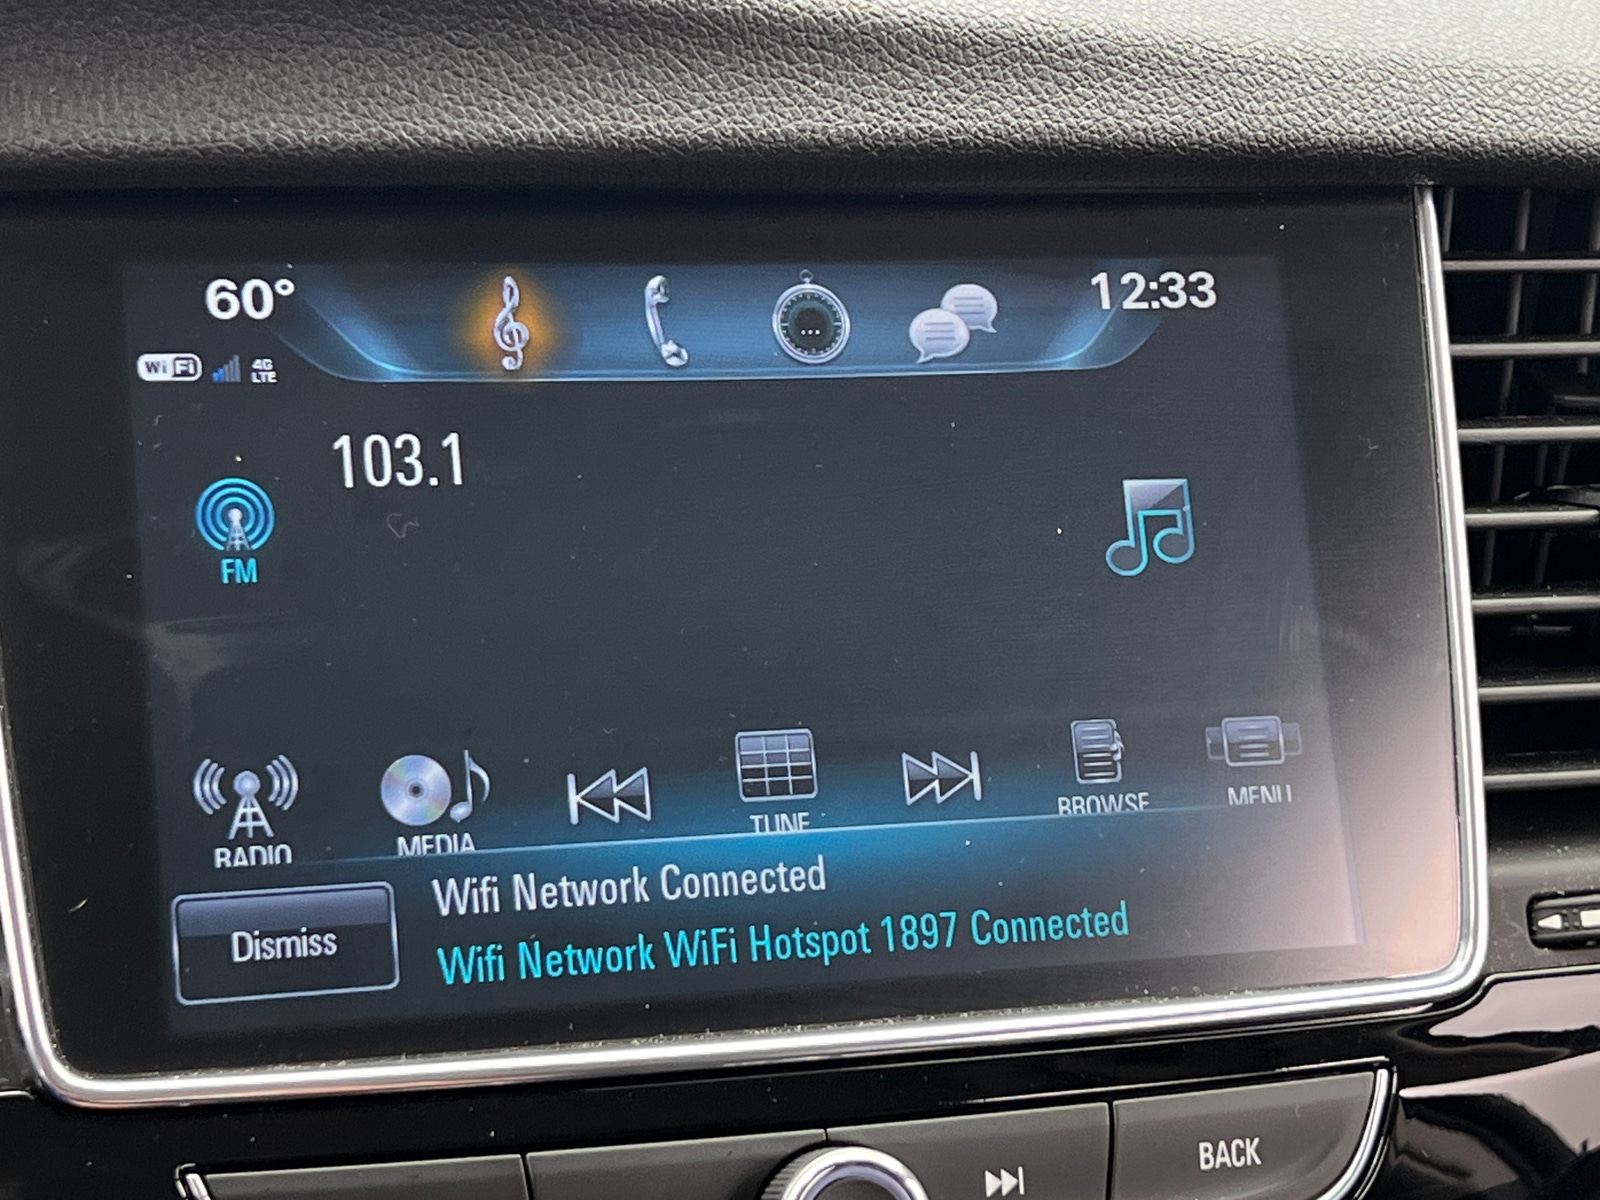 60°
12:33
WiFi
4G
LTE
103.1
FM
RADIO
MEDIA
TUNE
BROWSE
MENU
Dismiss
Wifi Network Connected
Wifi Network WiFi Hotspot 1897 Connected
BACK